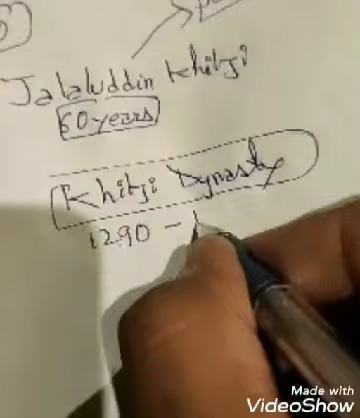 Jalaluddin Khilji
60 years
Khilji Dynasty
1290 -
Made with
VideoShow